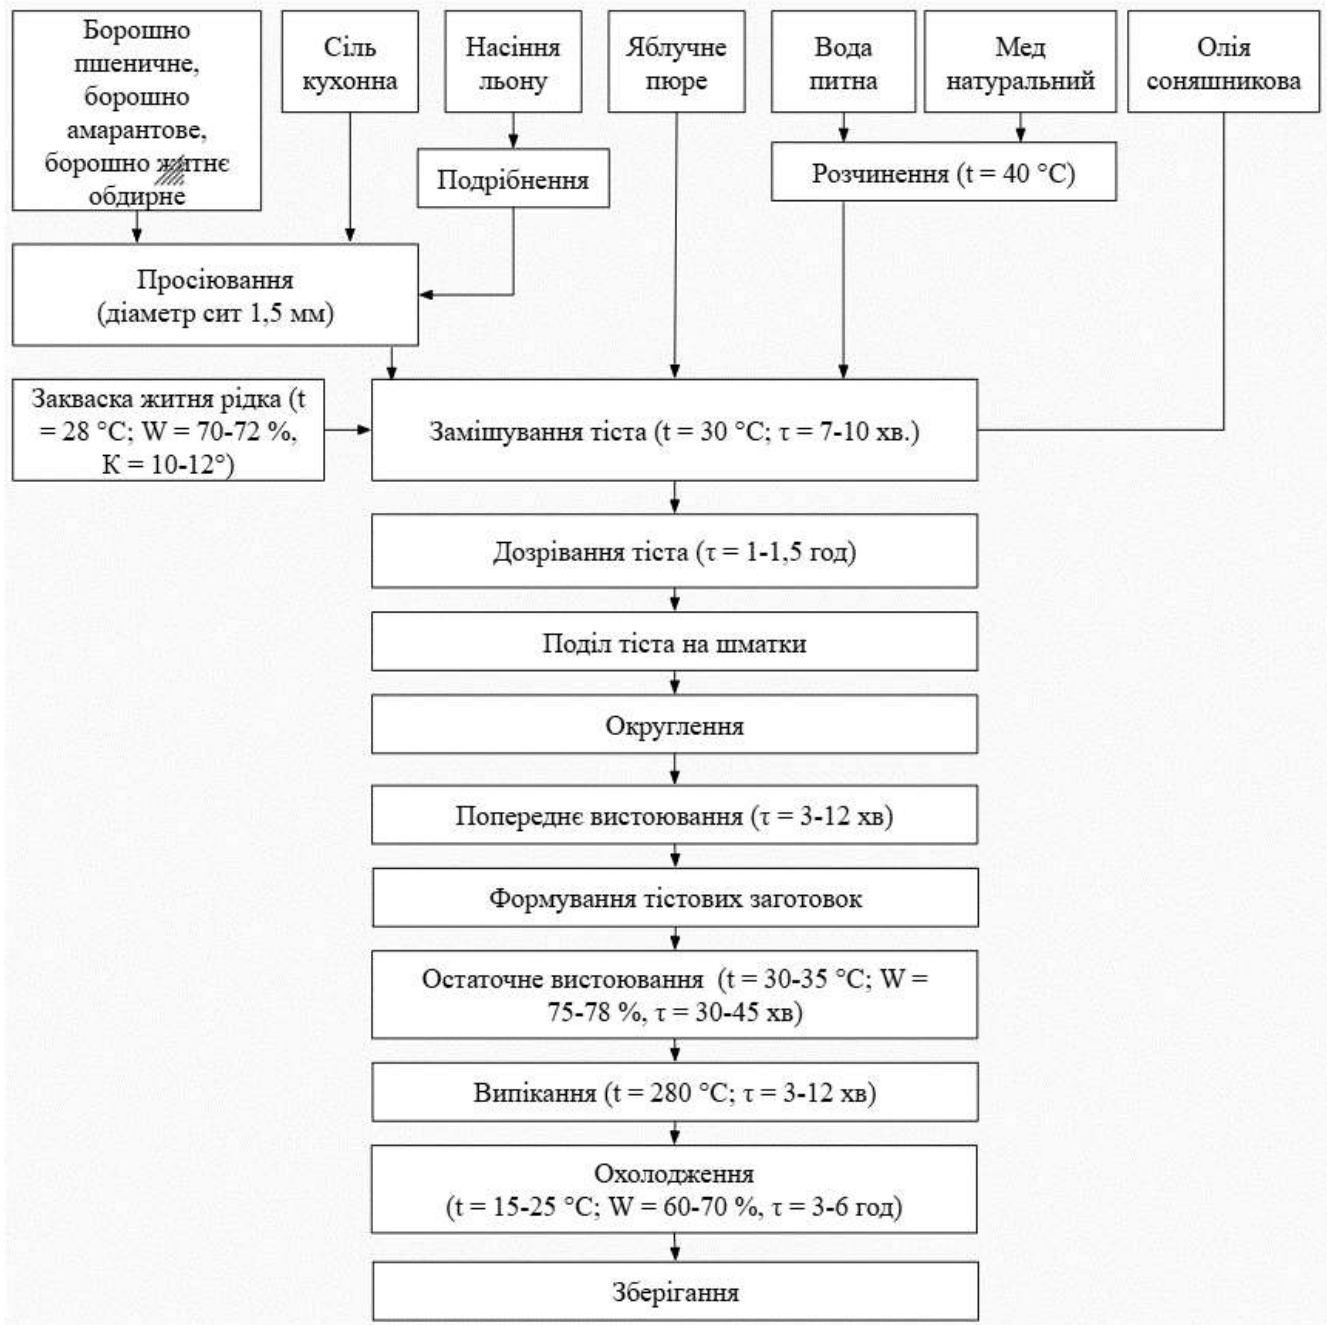 Борошно
пшеничне,
борошно
амарантове,
борошно житнє
обдирне
Сіль
кухонна
Насіння
льону
Яблучне
пюре
Вода
питна
Мед
натуральний
Олія
соняшникова
Подрібнення
Розчинення (t = 40 °C)
Просіювання
(діаметр сит 1,5 мм)
Закваска житня рідка (t
= 28 °C; W = 70-72 %,
К = 10-12°)
Замішування тіста (t = 30 °C; τ = 7-10 хв.)
Дозрівання тіста (τ = 1-1,5 год)
Поділ тіста на шматки
Округлення
Попереднє вистоювання (τ = 3-12 хв)
Формування тістових заготовок
Остаточне вистоювання (t = 30-35 °C; W =
75-78 %, τ = 30-45 хв)
Випікання (t = 280 °C; τ = 3-12 хв)
Охолодження
(t = 15-25 °C; W = 60-70 %, τ = 3-6 год)
Зберігання